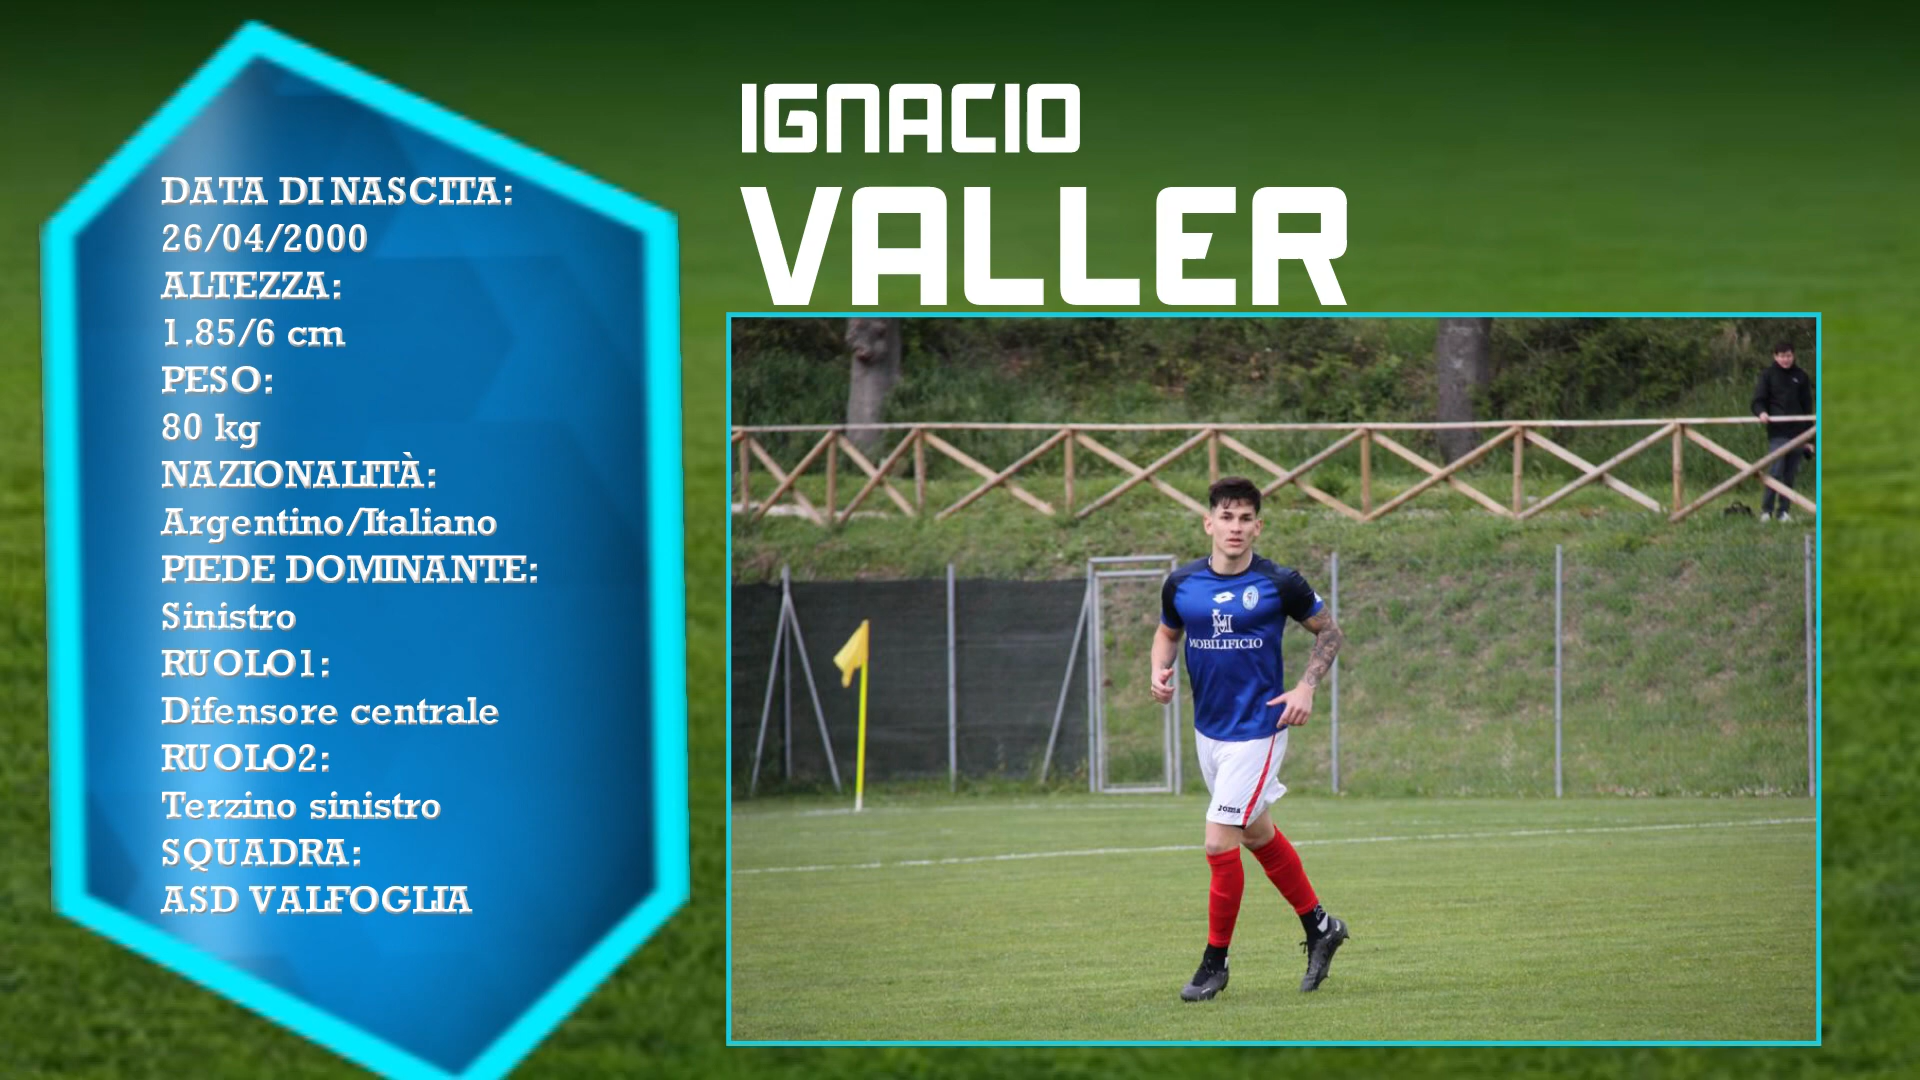 IGNACIO
VALLER
DATA DI NASCITA:
26/04/2000
ALTEZZA:
1.85/6 cm
PESO:
80 kg
NAZIONALITÀ:
Argentino/Italiano
PIEDE DOMINANTE:
Sinistro
RUOLO1:
Difensore centrale
RUOLO2:
Terzino sinistro
SQUADRA:
ASD VALFOGLIA
MOBILIFICIO
Joma